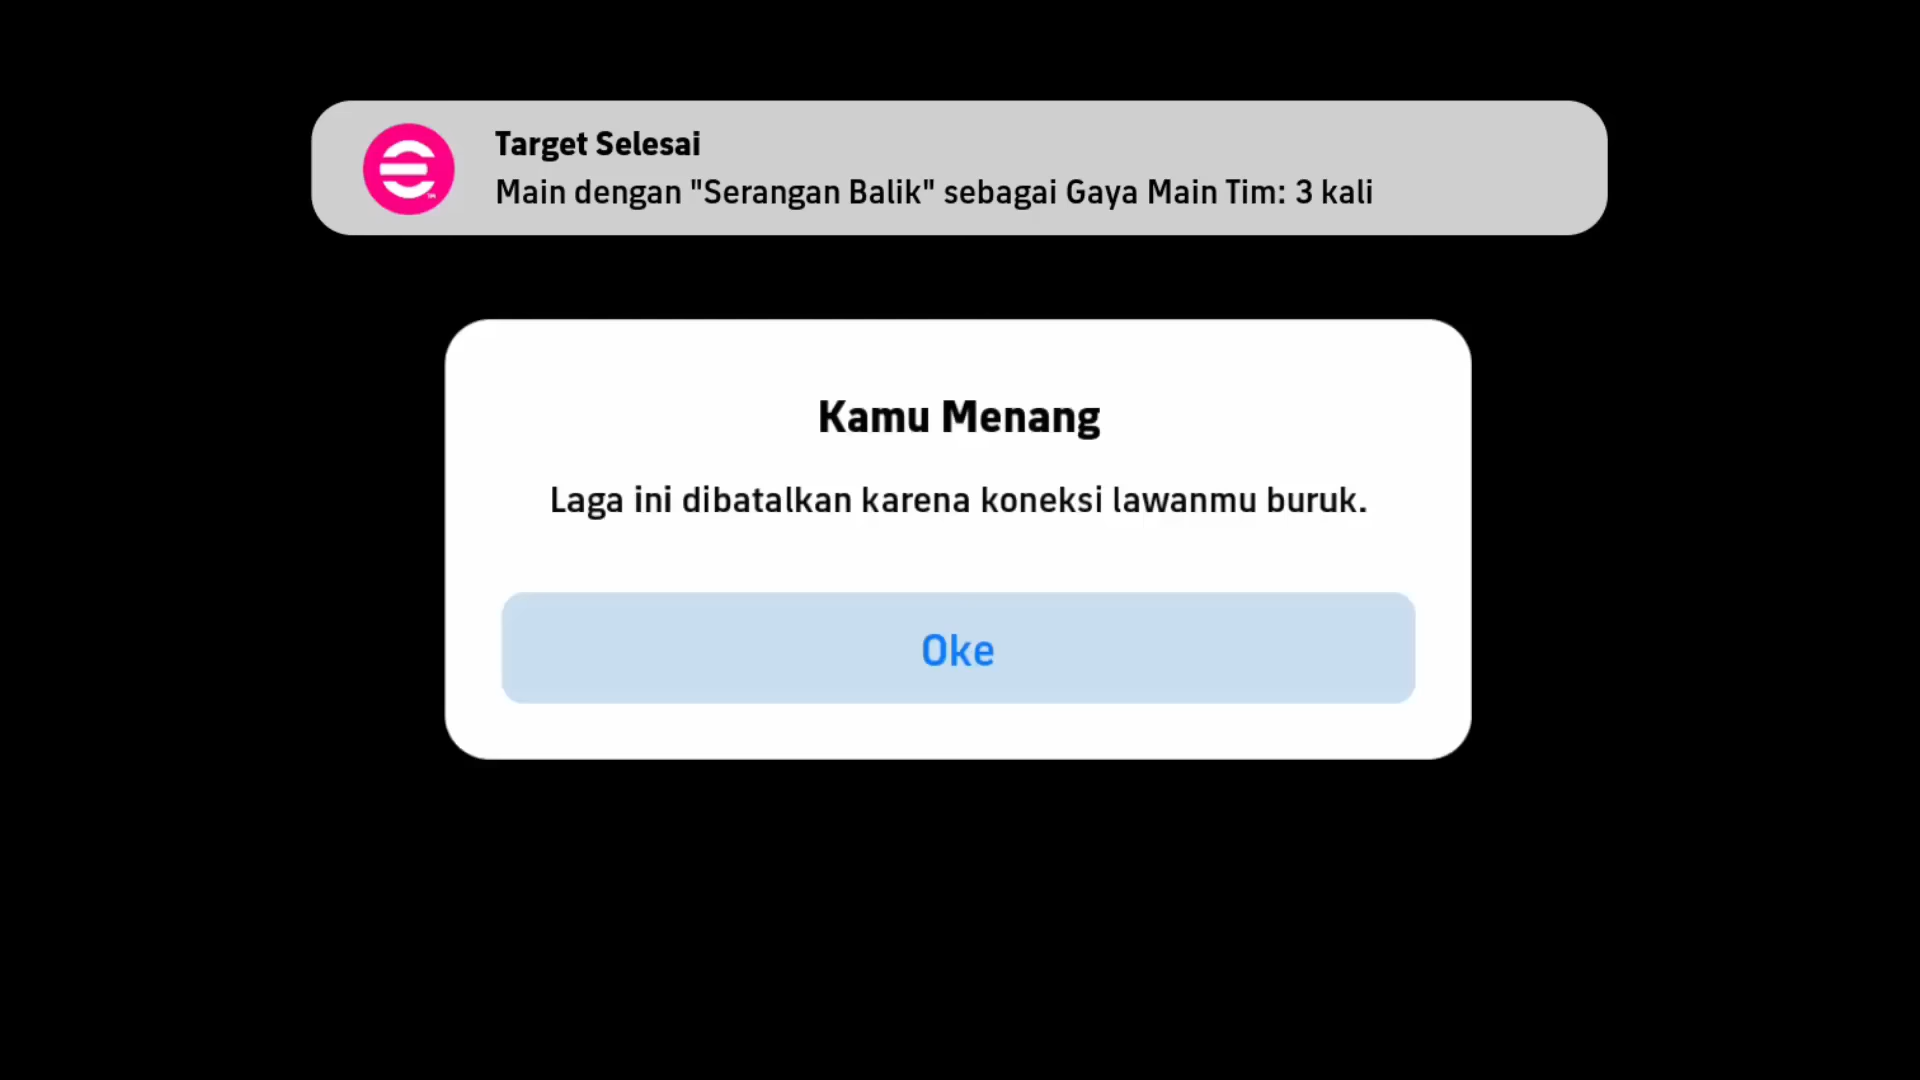 Target Selesai
Main dengan "Serangan Balik" sebagai Gaya Main Tim: 3 kali
Kamu Menang
Laga ini dibatalkan karena koneksi lawanmu buruk.
Oke